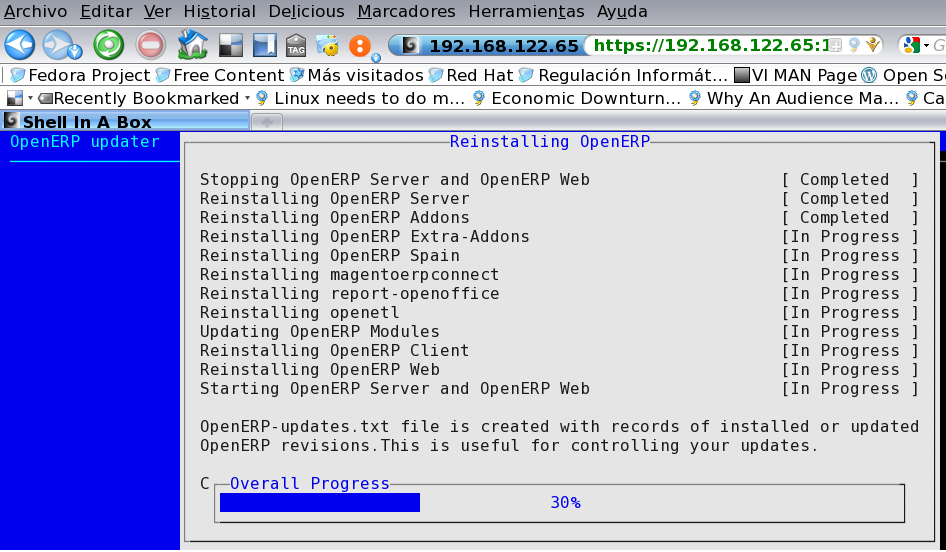 Archivo Editar Ver Historial Delicious Marcadores Herramientas Ayuda
TAG 192.168.122.65 https://192.168.122.65:1 G
Fedora Project Free Content Más visitados Red Hat Regulación Informát... VI MAN Page Open S
Recently Bookmarked Linux needs to do m... Economic Downturn... Why An Audience Ma... Ca
Shell In A Box
OpenERP updater
Reinstalling OpenERP
Stopping OpenERP Server and OpenERP Web [ Completed ]
Reinstalling OpenERP Server [ Completed ]
Reinstalling OpenERP Addons [ Completed ]
Reinstalling OpenERP Extra-Addons [In Progress ]
Reinstalling OpenERP Spain [In Progress ]
Reinstalling magentoerpconnect [In Progress ]
Reinstalling report-openoffice [In Progress ]
Reinstalling openetl [In Progress ]
Updating OpenERP Modules [In Progress ]
Reinstalling OpenERP Client [In Progress ]
Reinstalling OpenERP Web [In Progress ]
Starting OpenERP Server and OpenERP Web [In Progress ]
OpenERP-updates.txt file is created with records of installed or updated
OpenERP revisions.This is useful for controlling your updates.
C Overall Progress
30%